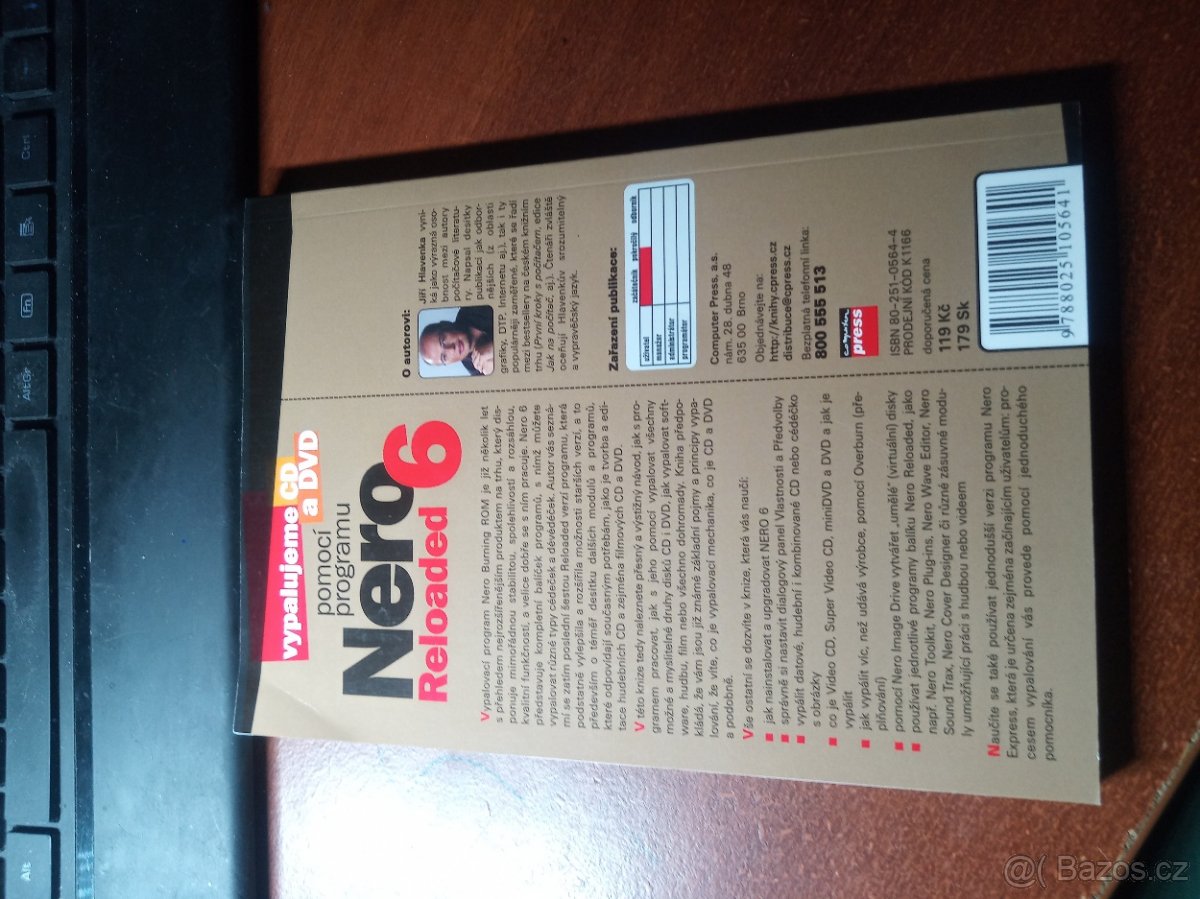 vypalujeme CD
a DVD
pomocí
programu
Nero
Reloaded 6
Vypalovací program Nero Burning ROM je již několik let
s přehledem nejrozšířenějším produktem na trhu, který dis-
ponuje mimořádnou stabilitou, spolehlivostí a rozsáhlou,
kvalitní funkčností, a velice dobře se s ním pracuje. Nero 6
představuje kompletní balíček programů, s nímž můžete
vypalovat různé typy cédéček a dévédéček. Autor vás sezná-
mí se zatím poslední šestou Reloaded verzí programu, která
podstatně vylepšila a rozšířila možnosti starších verzí, a to
především o téměř desítku dalších modulů a programů,
které odpovídají současným potřebám, jako je tvorba a edi-
tace hudebních CD a zejména filmových CD a DVD.
V této knize tedy naleznete přesný a výstižný návod, jak s pro-
gramem pracovat, jak s jeho pomocí vypalovat všechny
možné a myslitelné druhy disků CD i DVD, jak vypalovat soft-
ware, hudbu, film nebo všechno dohromady. Kniha předpo-
kládá, že vám jsou již známé základní pojmy a principy vypa-
lování, že víte, co je vypalovací mechanika, co je CD a DVD
a podobně.
Vše ostatní se dozvíte v knize, která vás naučí:
■ jak nainstalovat a upgradovat NERO 6
■ správně si nastavit dialogový panel Vlastnosti a Předvolby
■ vypálit datové, hudební i kombinované CD nebo cédéčko
s obrázky
■ co je Video CD, Super Video CD, miniDVD a DVD a jak je
vypálit
■ jak vypálit víc, než udává výrobce, pomocí Overburn (pře-
plňování)
■ pomocí Nero Image Drive vytvářet „umělé" (virtuální) disky
■ používat jednotlivé programy balíku Nero Reloaded, jako
např. Nero Toolkit, Nero Plug-ins, Nero Wave Editor, Nero
Sound Trax, Nero Cover Designer či různé zásuvné modu-
ly umožňující práci s hudbou nebo videem
Naučíte se také používat jednodušší verzi programu Nero
Express, která je určena zejména začínajícím uživatelům: pro-
cesem vypalování vás provede pomocí jednoduchého
pomocníka.
O autorovi:
Jiří Hlavenka vyni-
ká jako výrazná oso-
bnost mezi autory
počítačové literatu-
ry. Napsal desítky
publikací jak odbor-
nějších (z oblasti
grafiky, DTP, Internetu aj.), tak i ty
populárněji zaměřené, které se řadí
mezi bestsellery na českém knižním
trhu (První kroky s počítačem, edice
Jak na počítač, aj.). Čtenáři zvláště
oceňují Hlavenkův srozumitelný
a vypravěčský jazyk.
Zařazení publikace:
začátečník pokročilý odborník
uživatel
manažer
administrátor
programátor
Computer Press, a.s.
nám. 28. dubna 48
635 00 Brno
Objednávejte na:
http://knihy.cpress.cz
distribuce@cpress.cz
Bezplatná telefonní linka:
800 555 513
computer
press
ISBN 80-251-0564-4
PRODEJNÍ KÓD K1166
doporučená cena
119 Kč
179 Sk
9 788025 105641
Alt
AltGr
fn
Ctrl
@( Bazoš.cz